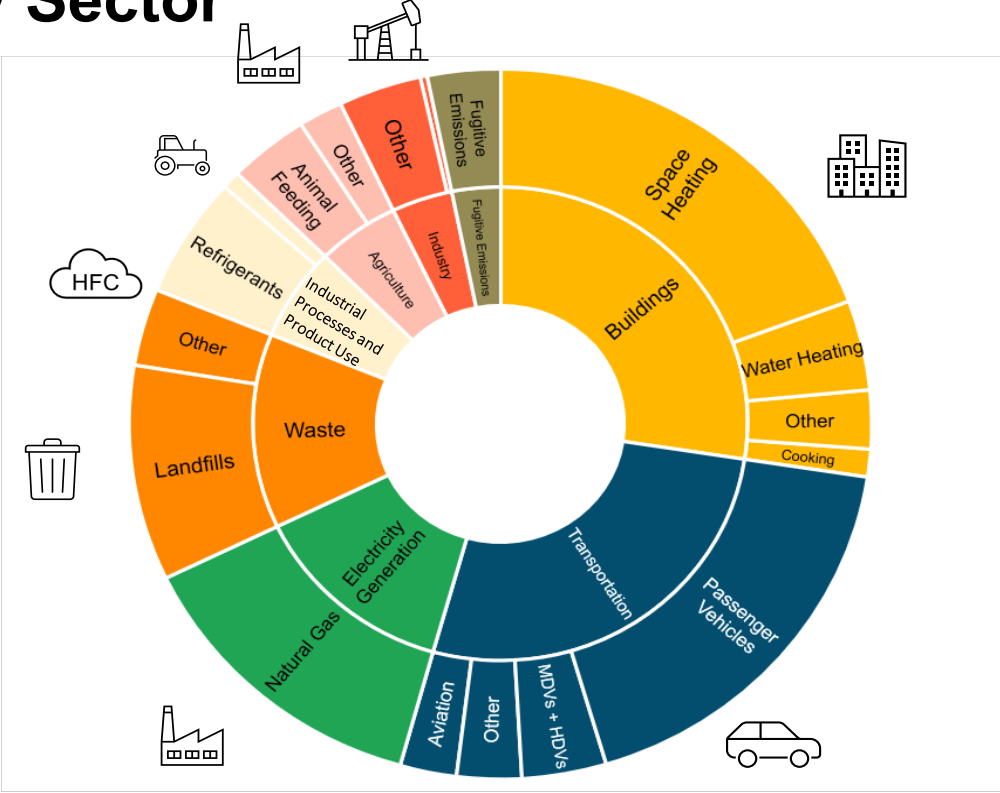 Sector
Fugitive
Emissions
Other
Other
Animal
Feeding
Refrigerants
HFC
Other
Landfills
Natural Gas
Aviation
Other
MDVs + HDVs
Passenger
Vehicles
Cooking
Other
Water Heating
Space
Heating
Buildings
Transportation
Electricity
Generation
Waste
Industrial
Processes and
Product Use
Agriculture
Industry
Fugitive Emissions